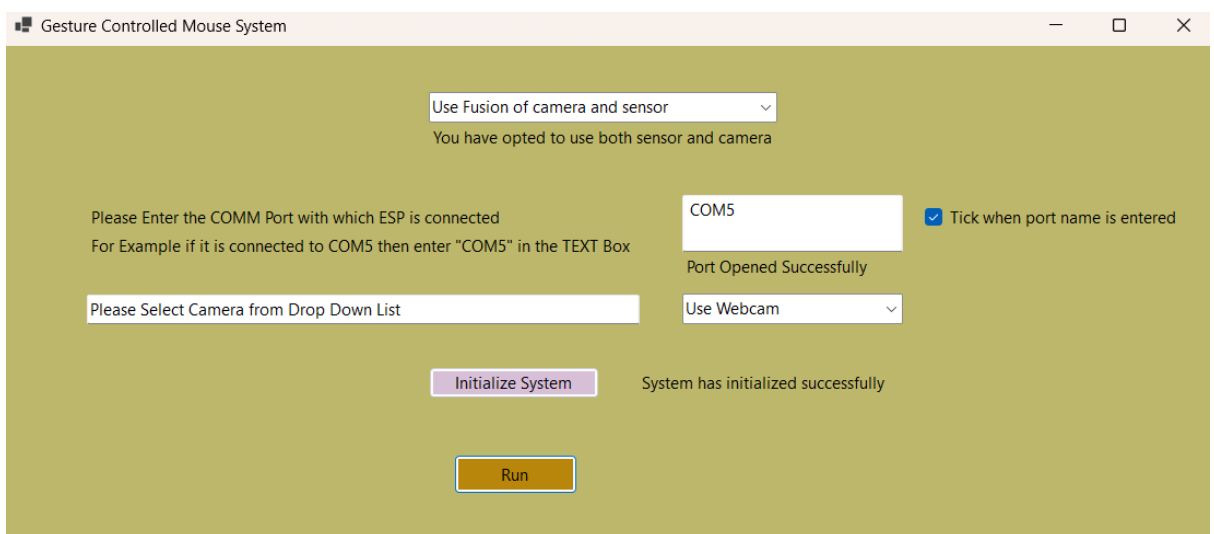 Gesture Controlled Mouse System
Use Fusion of camera and sensor
You have opted to use both sensor and camera
Please Enter the COMM Port with which ESP is connected
For Example if it is connected to COM5 then enter "COM5" in the TEXT Box
COM5
Tick when port name is entered
Port Opened Successfully
Please Select Camera from Drop Down List
Use Webcam
Initialize System
System has initialized successfully
Run